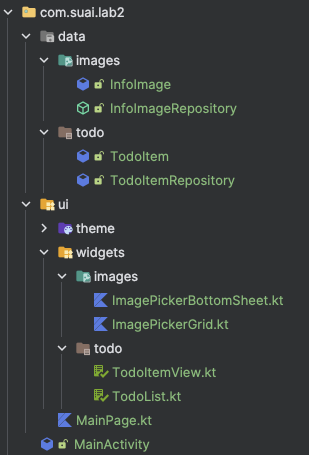 com.suai.lab2
data
images
InfoImage
InfoImageRepository
todo
TodoItem
TodoItemRepository
ui
theme
widgets
images
ImagePickerBottomSheet.kt
ImagePickerGrid.kt
todo
TodoItemView.kt
TodoList.kt
MainPage.kt
MainActivity